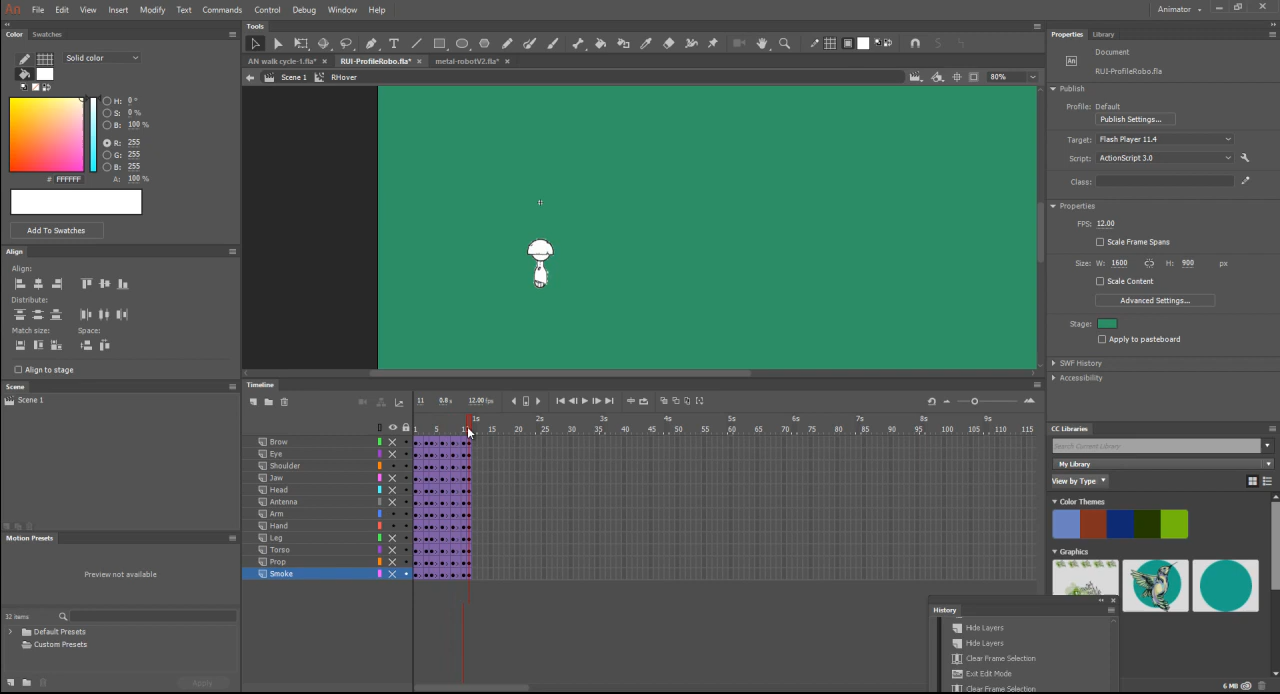 An File Edit View Insert Modify Text Commands Control Debug Window Help Animator
Color Swatches
Solid color
H: 0 °
S: 0 %
B: 100 %
R: 255
G: 255
B: 255
# FFFFFF A: 100 %
Add To Swatches
Align
Align:
Distribute:
Match size: Space:
Align to stage
Scene
Scene 1
Motion Presets
Preview not available
32 items:
Default Presets
Custom Presets
Apply
Tools
AN walk cycle-1.fla* × RUI-ProfileRobo.fla* × metal-robotV2.fla* ×
Scene 1 RHover 80%
Timeline
11 0.8 s 12.00 fps
1s 2s 3s 4s 5s 6s 7s 8s 9s
1 5 10 15 20 25 30 35 40 45 50 55 60 65 70 75 80 85 90 95 100 105 110 115
Brow
Eye
Shoulder
Jaw
Head
Antenna
Arm
Hand
Leg
Torso
Prop
Smoke
Properties Library
An Document
RUI-ProfileRobo.fla
Publish
Profile: Default
Publish Settings...
Target: Flash Player 11.4
Script: ActionScript 3.0
Class:
Properties
FPS: 12.00
Scale Frame Spans
Size: W: 1600 H: 900 px
Scale Content
Advanced Settings...
Stage:
Apply to pasteboard
SWF History
Accessibility
CC Libraries
Search Current Library
My Library
View by Type
Color Themes
Graphics
History
Hide Layers
Hide Layers
Clear Frame Selection
Exit Edit Mode
Clear Frame Selection
6 MB